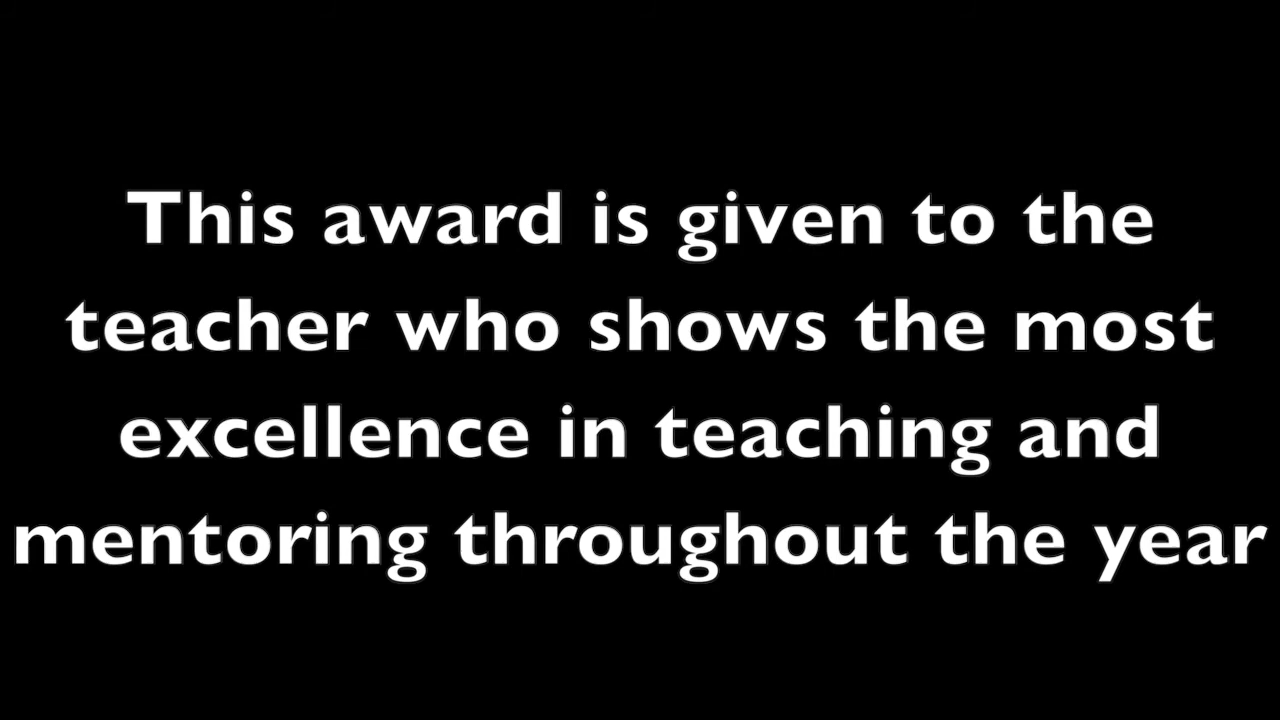 This award is given to the
teacher who shows the most
excellence in teaching and
mentoring throughout the year